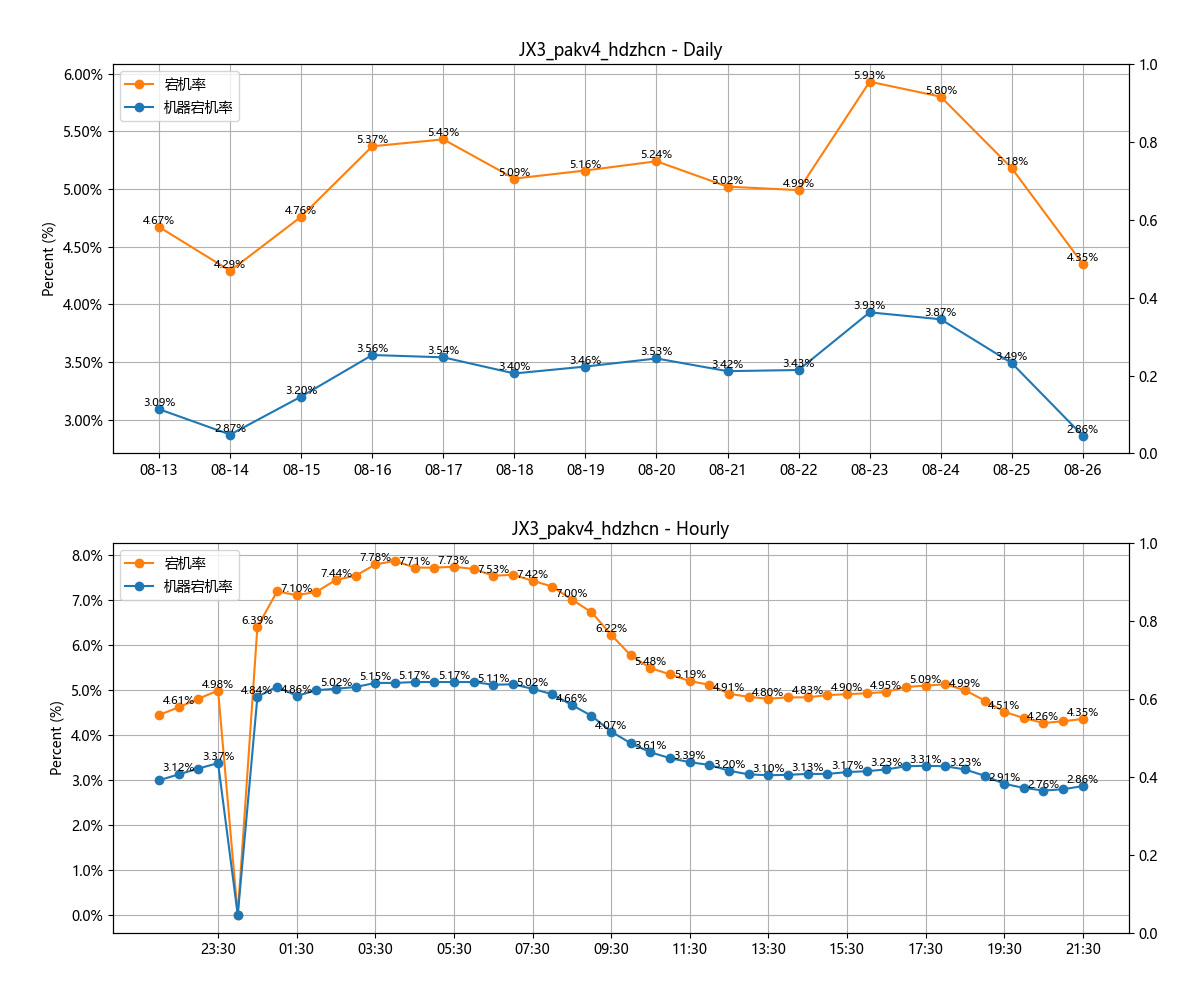 JX3_pakv4_hdzhcn - Daily
宕机率
机器宕机率
Percent (%)
6.00%
5.50%
5.00%
4.50%
4.00%
3.50%
3.00%
1.0
0.8
0.6
0.4
0.2
0.0
4.67% 4.29% 4.76% 5.37% 5.43% 5.09% 5.16% 5.24% 5.02% 4.99% 5.93% 5.80% 5.18% 4.35%
3.09% 2.87% 3.20% 3.56% 3.54% 3.40% 3.46% 3.53% 3.42% 3.43% 3.93% 3.87% 3.49% 2.86%
08-13 08-14 08-15 08-16 08-17 08-18 08-19 08-20 08-21 08-22 08-23 08-24 08-25 08-26
JX3_pakv4_hdzhcn - Hourly
宕机率
机器宕机率
Percent (%)
8.0%
7.0%
6.0%
5.0%
4.0%
3.0%
2.0%
1.0%
0.0%
1.0
0.8
0.6
0.4
0.2
0.0
4.61% 4.98% 6.39% 7.10% 7.44% 7.78% 7.71% 7.73% 7.53% 7.42% 7.00% 6.22% 5.48% 5.19% 4.91% 4.80% 4.83% 4.90% 4.95% 5.09% 4.99% 4.51% 4.26% 4.35%
3.12% 3.37% 4.84% 4.86% 5.02% 5.15% 5.17% 5.17% 5.11% 5.02% 4.66% 4.07% 3.61% 3.39% 3.20% 3.10% 3.13% 3.17% 3.23% 3.31% 3.23% 2.91% 2.76% 2.86%
23:30 01:30 03:30 05:30 07:30 09:30 11:30 13:30 15:30 17:30 19:30 21:30